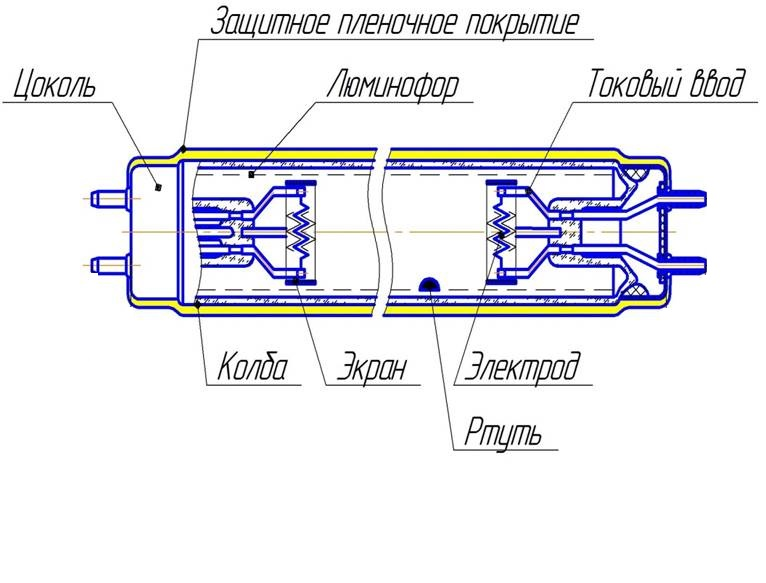 Защитное пленочное покрытие
Цоколь
Люминофор
Токовый ввод
Колба
Экран
Электрод
Ртуть